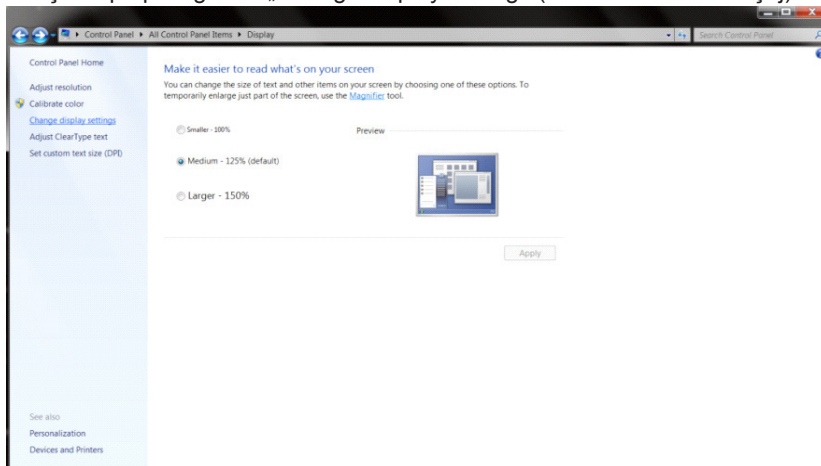 Control Panel ▸ All Control Panel Items ▸ Display
Search Control Panel
Control Panel Home
Adjust resolution
Calibrate color
Change display settings
Adjust ClearType text
Set custom text size (DPI)
Make it easier to read what's on your screen
You can change the size of text and other items on your screen by choosing one of these options. To
temporarily enlarge just part of the screen, use the Magnifier tool.
Smaller - 100%
Preview
Medium - 125% (default)
Larger - 150%
Apply
See also
Personalization
Devices and Printers